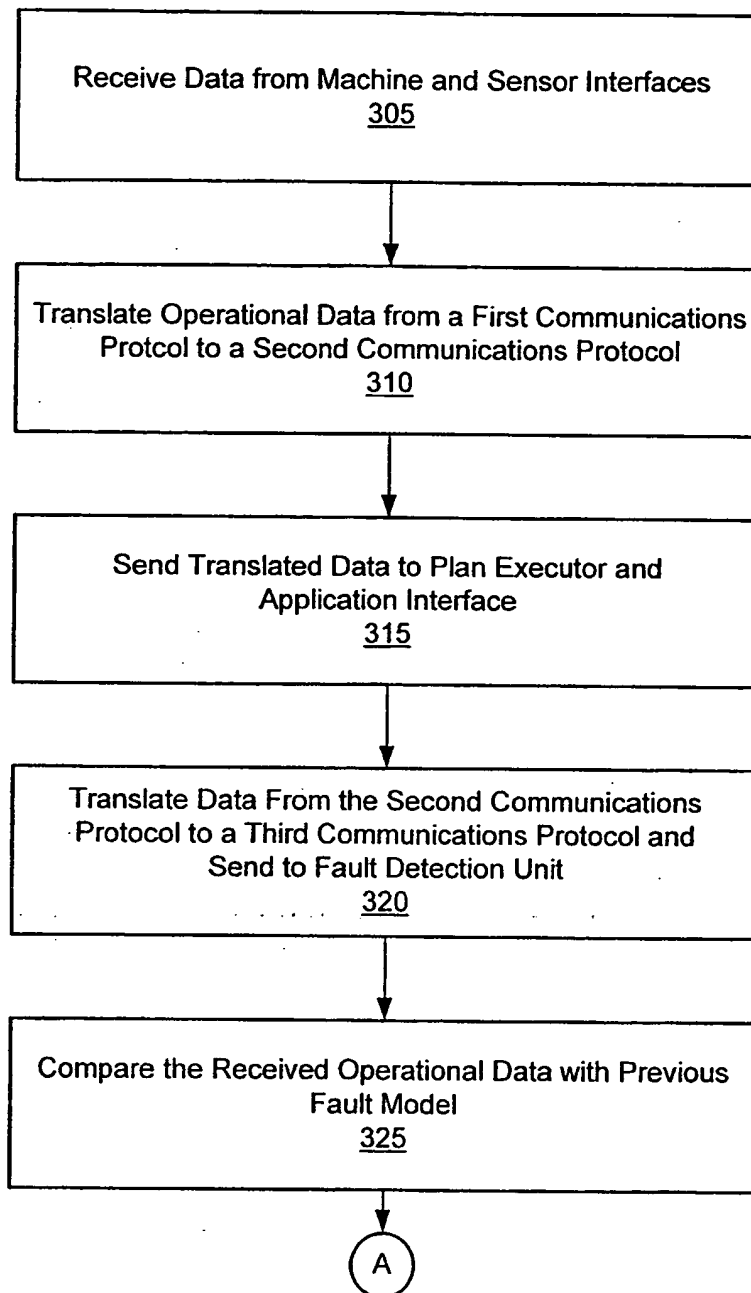 Receive Data from Machine and Sensor Interfaces
305
Translate Operational Data from a First Communications
Protcol to a Second Communications Protocol
310
Send Translated Data to Plan Executor and
Application Interface
315
Translate Data From the Second Communications
Protocol to a Third Communications Protocol and
Send to Fault Detection Unit
320
Compare the Received Operational Data with Previous
Fault Model
325
A